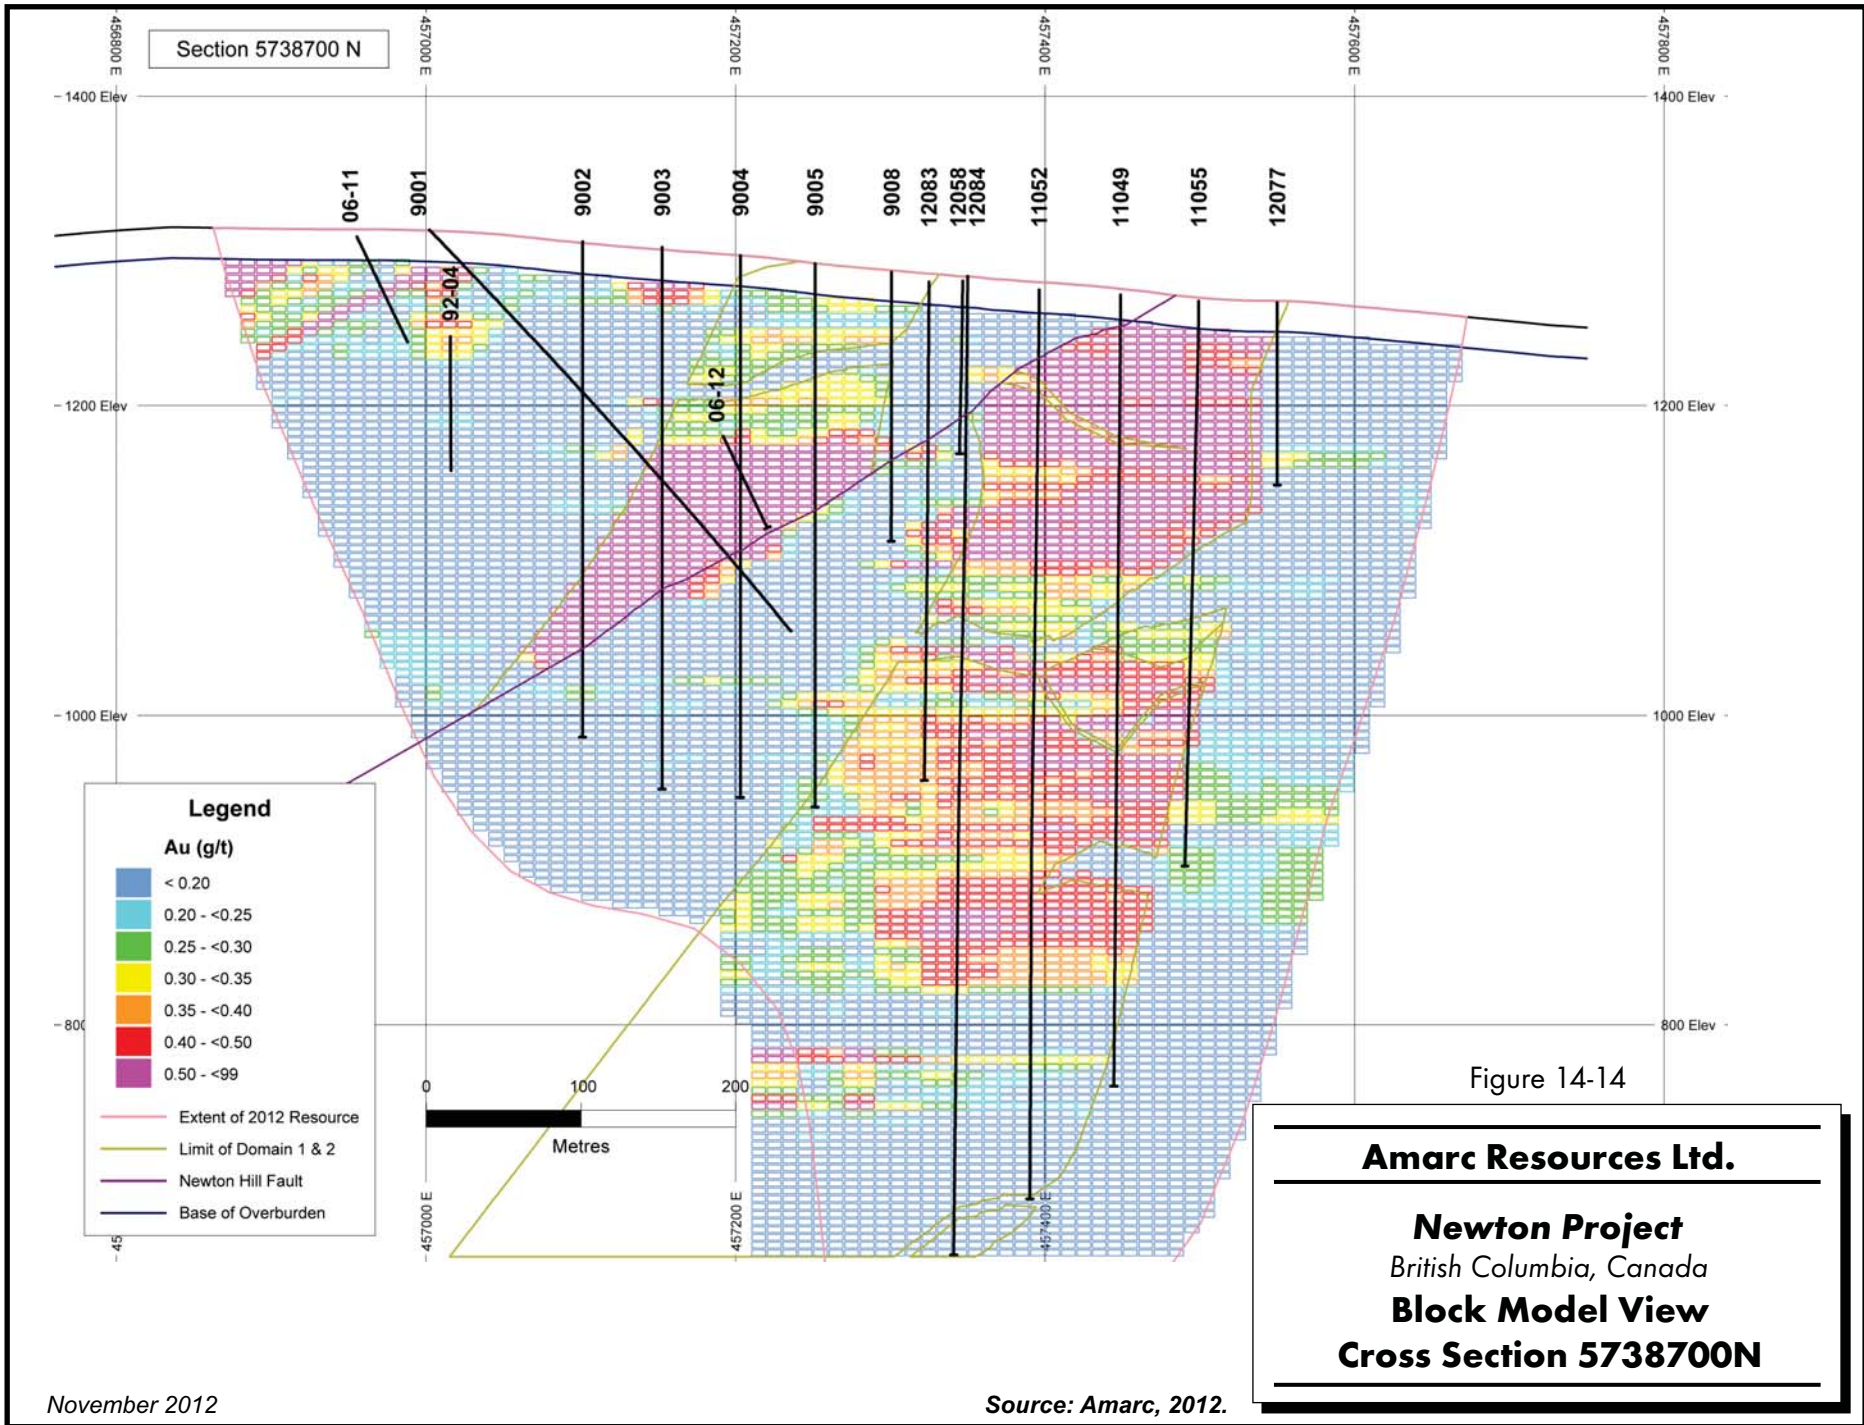 456800 E
457000 E
457200 E
457400 E
457600 E
457800 E
Section 5738700 N
1400 Elev
1400 Elev
06-11
9001
9002
9003
9004
9005
9008
12083
12058
12084
11052
11049
11055
12077
92-04
06-12
1200 Elev
1200 Elev
1000 Elev
1000 Elev
800
800 Elev
Legend
Au (g/t)
< 0.20
0.20 - <0.25
0.25 - <0.30
0.30 - <0.35
0.35 - <0.40
0.40 - <0.50
0.50 - <99
Extent of 2012 Resource
Limit of Domain 1 & 2
Newton Hill Fault
Base of Overburden
0 100 200
Metres
45
457000 E
457200 E
457400 E
Figure 14-14
Amarc Resources Ltd.
Newton Project
British Columbia, Canada
Block Model View
Cross Section 5738700N
November 2012
Source: Amarc, 2012.